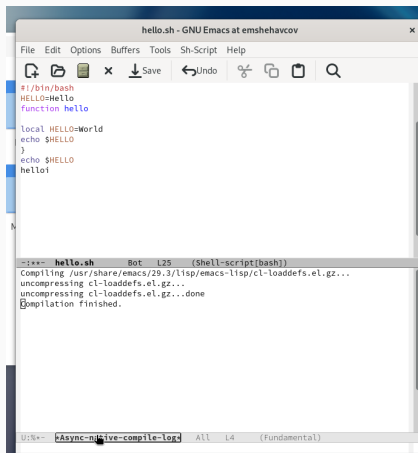 hello.sh - GNU Emacs at emshehavcov ×
File Edit Options Buffers Tools Sh-Script Help
Save Undo
#!/bin/bash
HELLO=Hello
function hello
local HELLO=World
echo $HELLO
}
echo $HELLO
helloi
-:**- hello.sh Bot L25 (Shell-script[bash])
Compiling /usr/share/emacs/29.3/lisp/emacs-lisp/cl-loaddefs.el.gz...
uncompressing cl-loaddefs.el.gz...
uncompressing cl-loaddefs.el.gz...done
Compilation finished.
U:%*- *Async-native-compile-log* All L4 (Fundamental)